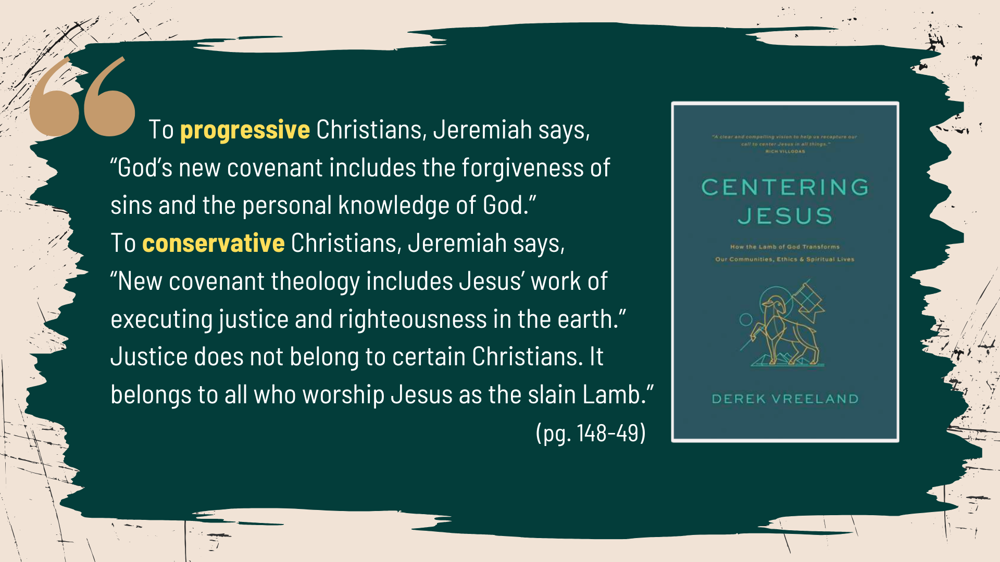 To progressive Christians, Jeremiah says,
“God’s new covenant includes the forgiveness of
sins and the personal knowledge of God.”
To conservative Christians, Jeremiah says,
“New covenant theology includes Jesus’ work of
executing justice and righteousness in the earth.”
Justice does not belong to certain Christians. It
belongs to all who worship Jesus as the slain Lamb.”
(pg. 148-49)
“A clear and compelling vision to help us recapture our
call to center Jesus in all things.”
RICH VILLODAS
CENTERING
JESUS
How the Lamb of God Transforms
Our Communities, Ethics & Spiritual Lives
DEREK VREELAND